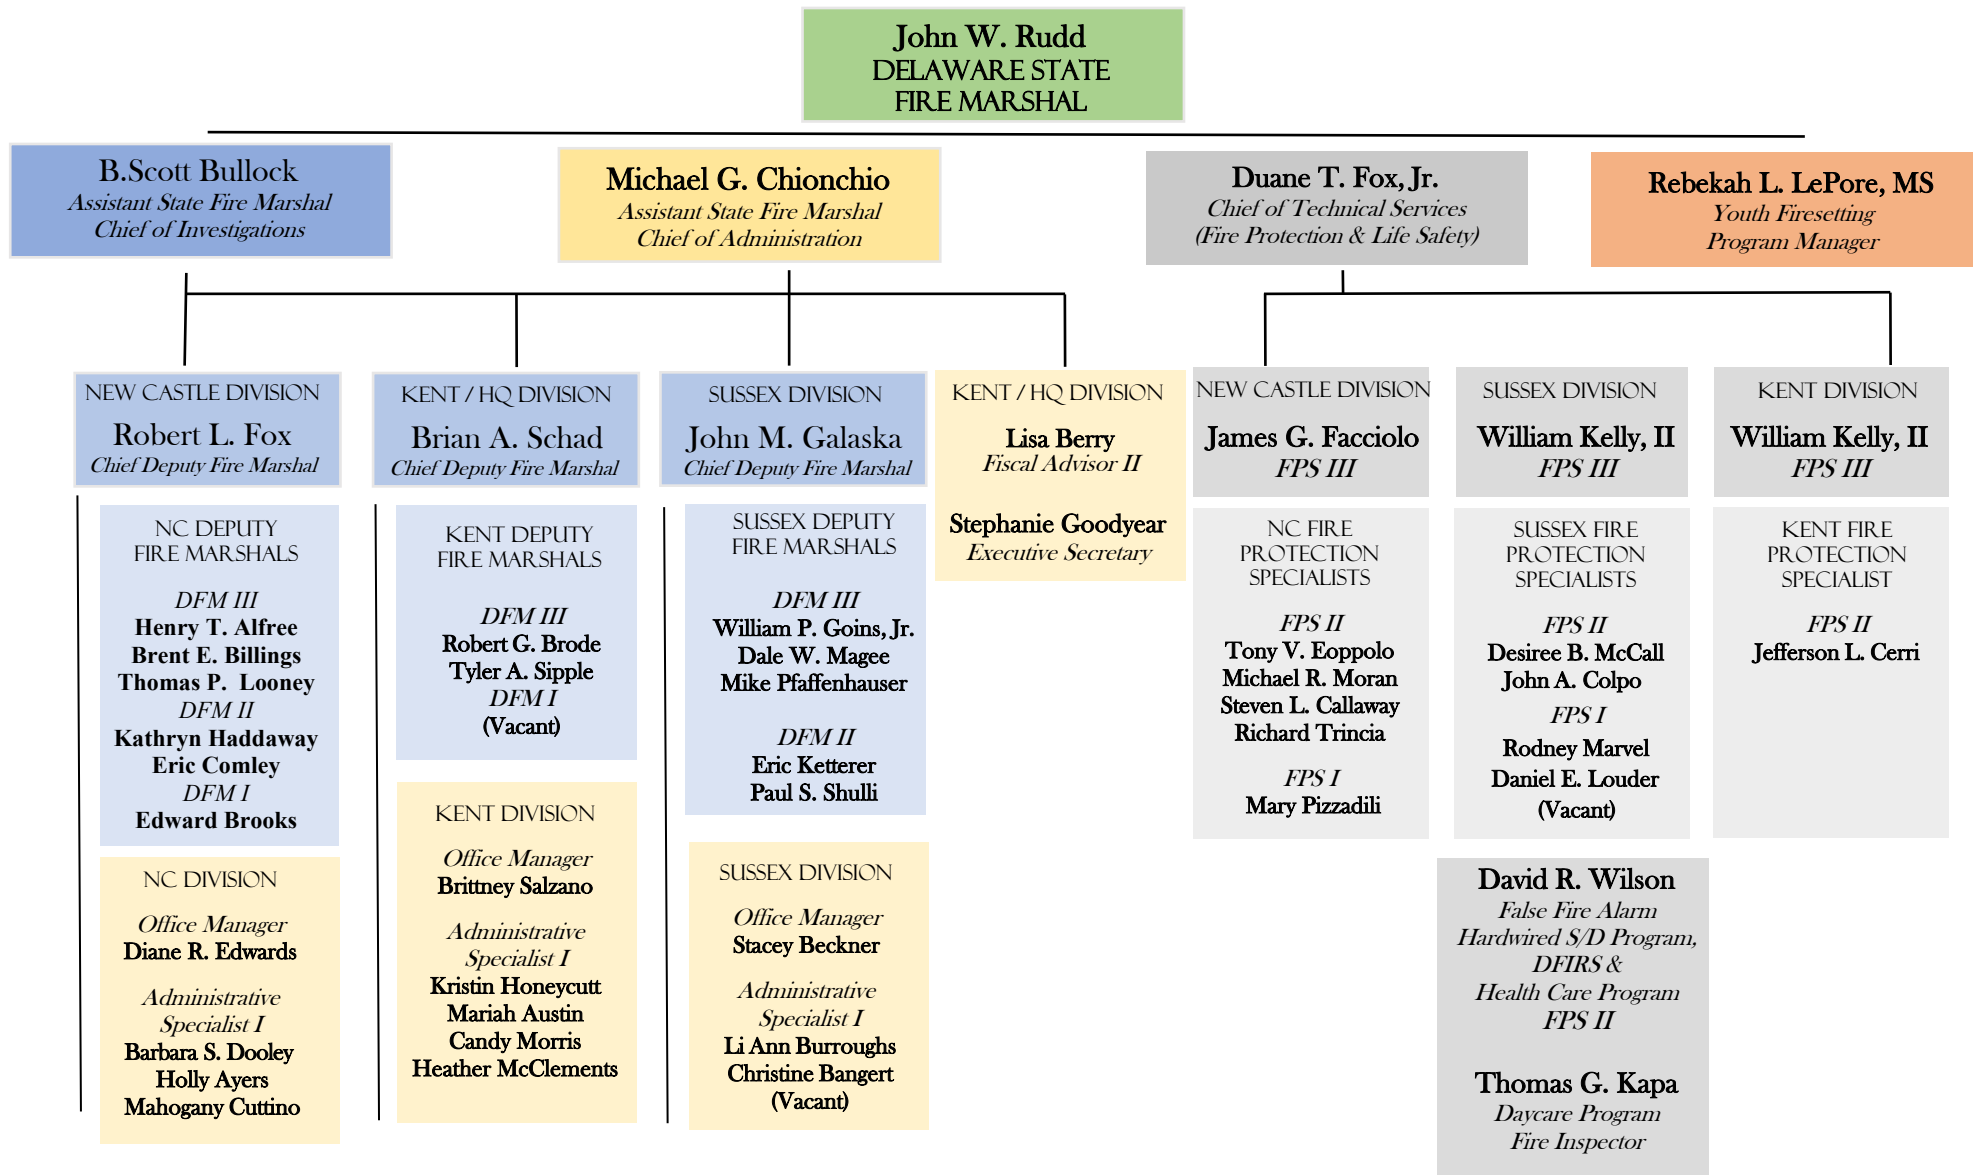 John W. Rudd
DELAWARE STATE
FIRE MARSHAL
B.Scott Bullock
Assistant State Fire Marshal
Chief of Investigations
Michael G. Chionchio
Assistant State Fire Marshal
Chief of Administration
Duane T. Fox, Jr.
Chief of Technical Services
(Fire Protection & Life Safety)
Rebekah L. LePore, MS
Youth Firesetting
Program Manager
NEW CASTLE DIVISION
Robert L. Fox
Chief Deputy Fire Marshal
NC DEPUTY
FIRE MARSHALS
DFM III
Henry T. Alfree
Brent E. Billings
Thomas P. Looney
DFM II
Kathryn Haddaway
Eric Comley
DFM I
Edward Brooks
NC DIVISION
Office Manager
Diane R. Edwards
Administrative
Specialist I
Barbara S. Dooley
Holly Ayers
Mahogany Cuttino
KENT / HQ DIVISION
Brian A. Schad
Chief Deputy Fire Marshal
KENT DEPUTY
FIRE MARSHALS
DFM III
Robert G. Brode
Tyler A. Sipple
DFM I
(Vacant)
KENT DIVISION
Office Manager
Brittney Salzano
Administrative
Specialist I
Kristin Honeycutt
Mariah Austin
Candy Morris
Heather McClements
SUSSEX DIVISION
John M. Galaska
Chief Deputy Fire Marshal
SUSSEX DEPUTY
FIRE MARSHALS
DFM III
William P. Goins, Jr.
Dale W. Magee
Mike Pfaffenhauser
DFM II
Eric Ketterer
Paul S. Shulli
SUSSEX DIVISION
Office Manager
Stacey Beckner
Administrative
Specialist I
Li Ann Burroughs
Christine Bangert
(Vacant)
KENT / HQ DIVISION
Lisa Berry
Fiscal Advisor II
Stephanie Goodyear
Executive Secretary
NEW CASTLE DIVISION
James G. Facciolo
FPS III
NC FIRE
PROTECTION
SPECIALISTS
FPS II
Tony V. Eoppolo
Michael R. Moran
Steven L. Callaway
Richard Trincia
FPS I
Mary Pizzadili
SUSSEX DIVISION
William Kelly, II
FPS III
SUSSEX FIRE
PROTECTION
SPECIALISTS
FPS II
Desiree B. McCall
John A. Colpo
FPS I
Rodney Marvel
Daniel E. Louder
(Vacant)
David R. Wilson
False Fire Alarm
Hardwired S/D Program,
DFIRS &
Health Care Program
FPS II
Thomas G. Kapa
Daycare Program
Fire Inspector
KENT DIVISION
William Kelly, II
FPS III
KENT FIRE
PROTECTION
SPECIALIST
FPS II
Jefferson L. Cerri